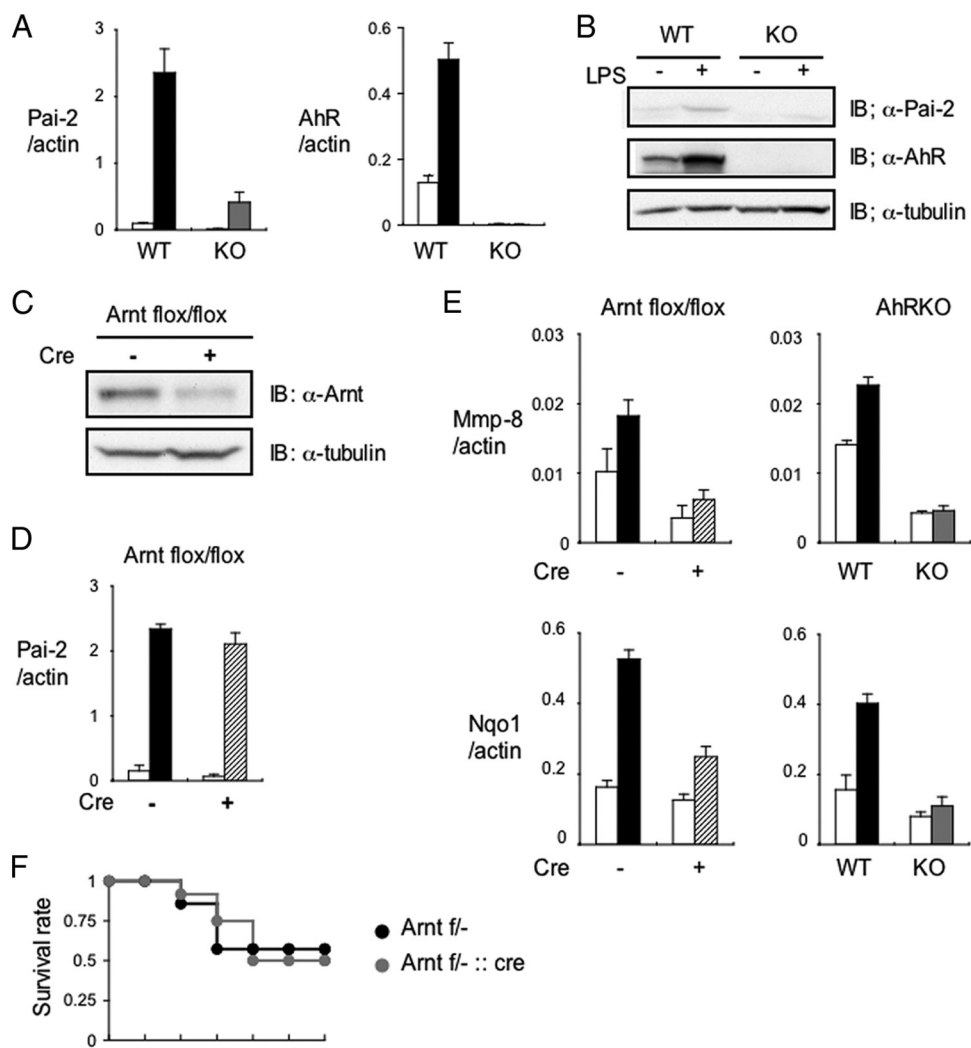 A
Pai-2
/actin
3
2
1
0
WT
KO
AhR
/actin
0.6
0.4
0.2
0
WT
KO
B
WT
KO
LPS
-
+
-
+
IB; α-Pai-2
IB; α-AhR
IB; α-tubulin
C
Arnt flox/flox
Cre
-
+
IB: α-Arnt
IB: α-tubulin
D
Arnt flox/flox
Pai-2
/actin
3
2
1
0
Cre
-
+
E
Arnt flox/flox
AhRKO
Mmp-8
/actin
0.03
0.02
0.01
0
Cre
-
+
0.03
0.02
0.01
0
WT
KO
Nqo1
/actin
0.6
0.4
0.2
0
Cre
-
+
0.6
0.4
0.2
0
WT
KO
F
Survival rate
1
0.75
0.5
0.25
0
Arnt f/-
Arnt f/- :: cre